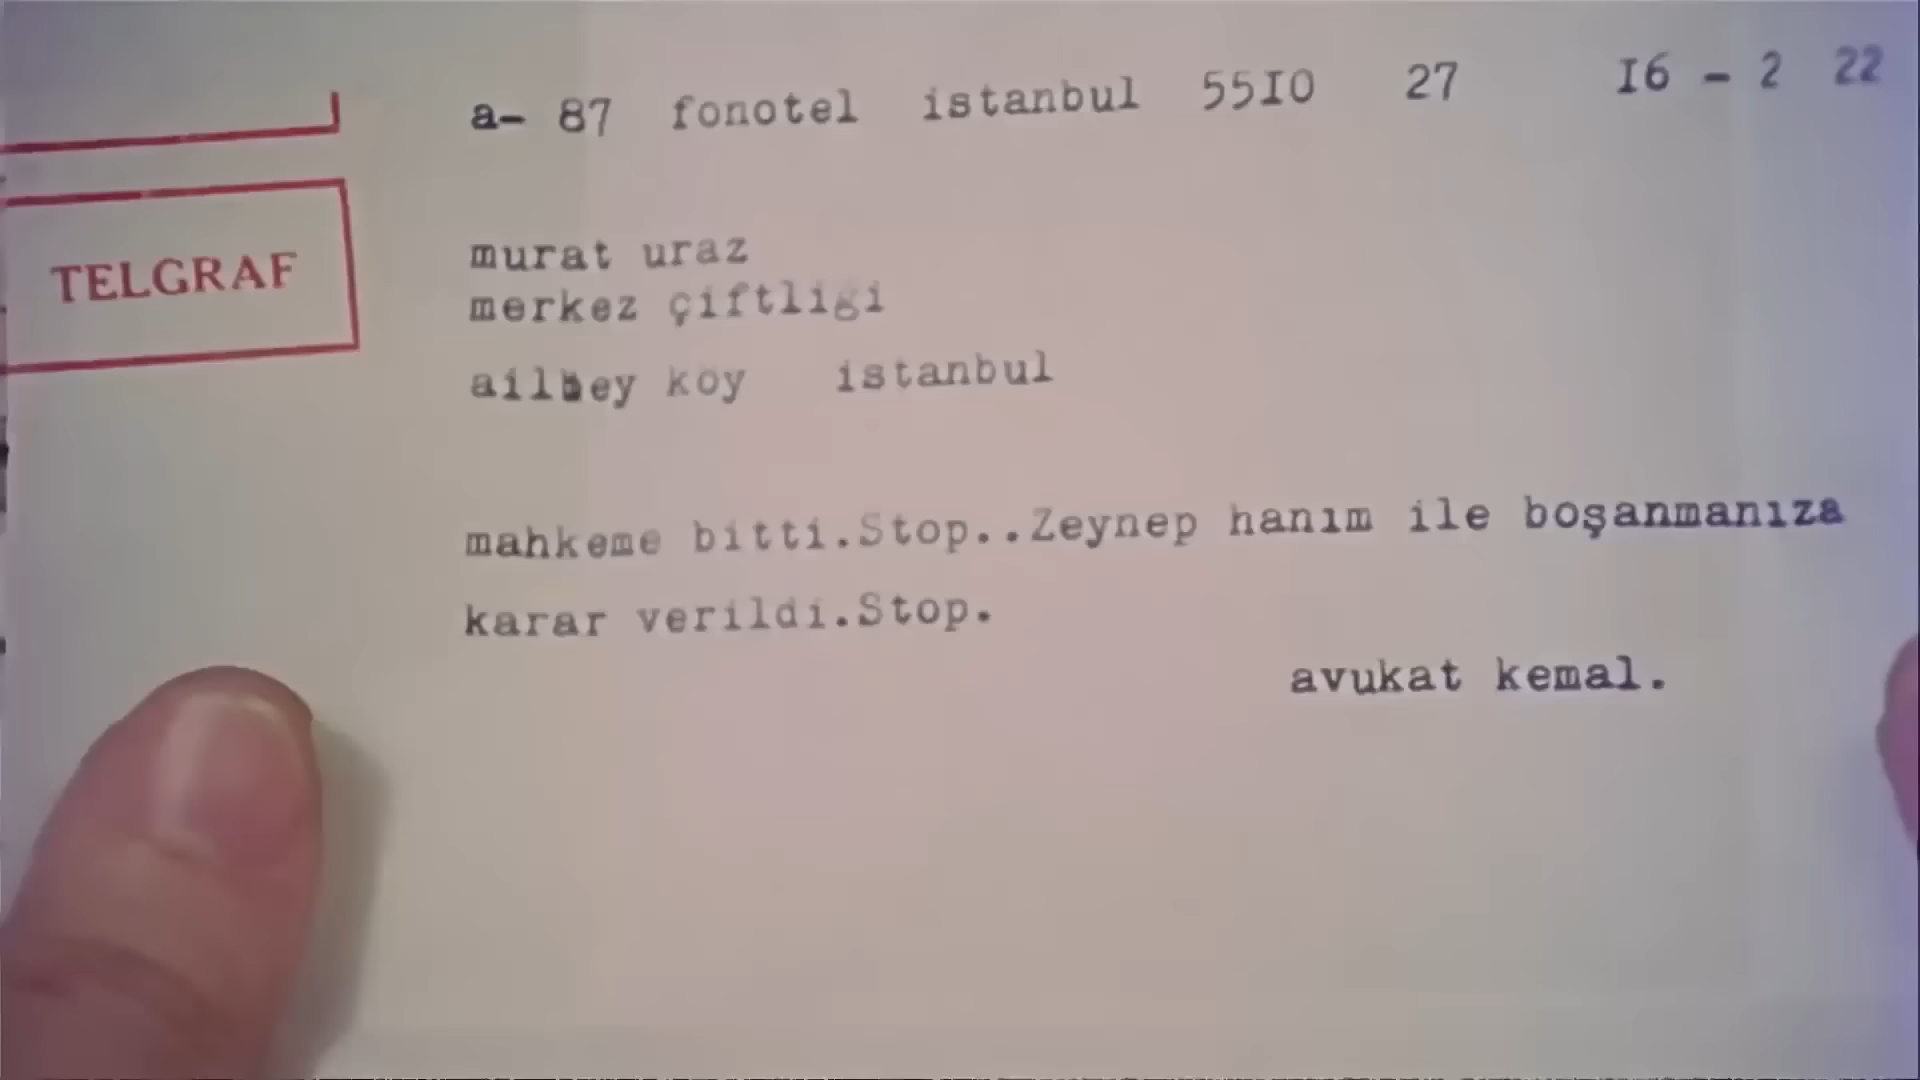 a- 87 fonotel istanbul 55I0 27 I6 - 2 22
TELGRAF
murat uraz
merkez çiftligi
ailbey koy istanbul
mahkeme bitti.Stop..Zeynep hanım ile boşanmanıza
karar verildi.Stop.
avukat kemal.